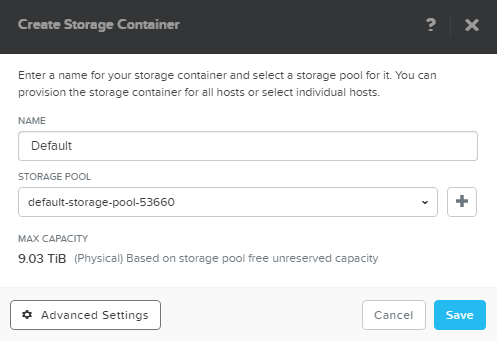 Create Storage Container
?
Enter a name for your storage container and select a storage pool for it. You can
provision the storage container for all hosts or select individual hosts.
NAME
Default
STORAGE POOL
default-storage-pool-53660
MAX CAPACITY
9.03 TiB (Physical) Based on storage pool free unreserved capacity
Advanced Settings Cancel Save